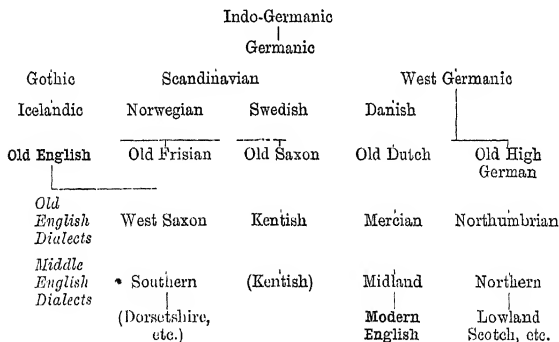 Indo-Germanic
Germanic
Gothic Scandinavian West Germanic
Icelandic Norwegian Swedish Danish
Old English Old Frisian Old Saxon Old Dutch Old High
German
Old
English
Dialects
West Saxon Kentish Mercian Northumbrian
Middle
English
Dialects
Southern (Kentish) Midland Northern
(Dorsetshire, Modern Lowland
etc.) English Scotch, etc.